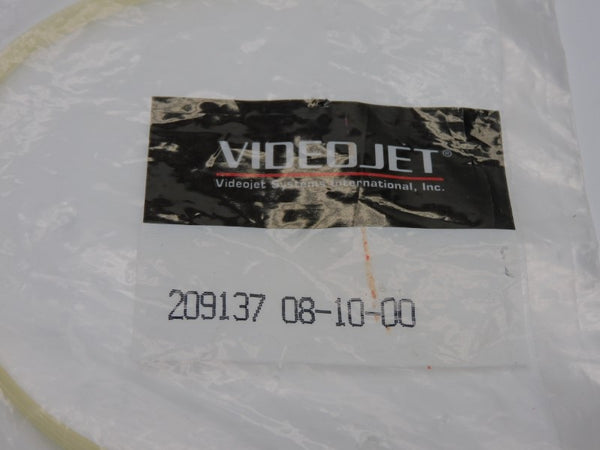 VIDEOJET®
Videojet Systems International, Inc.
209137 08-10-00